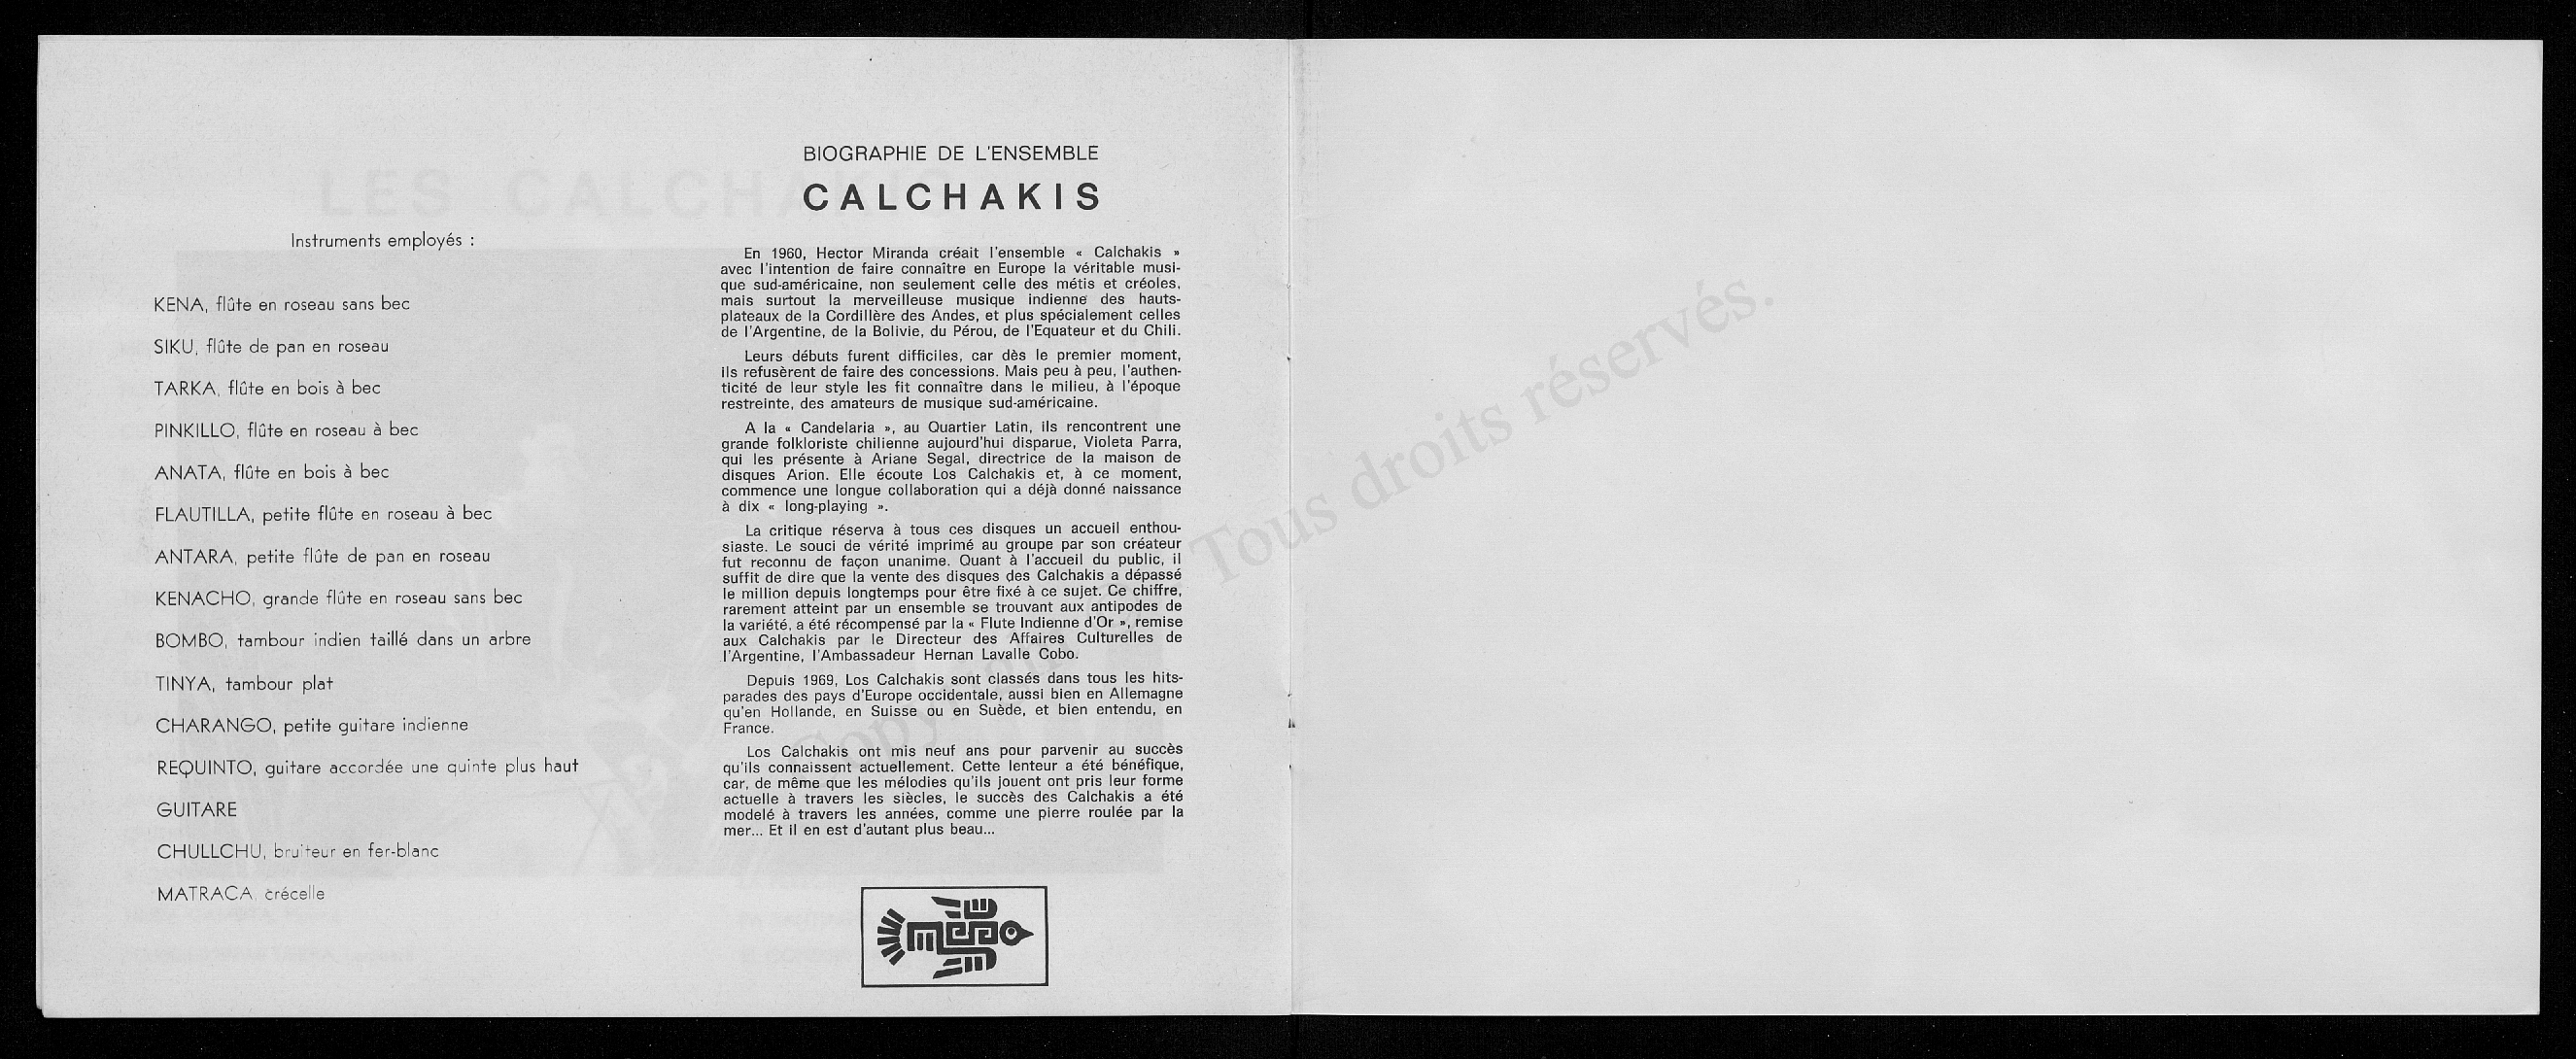 Instruments employés :
KENA, flûte en roseau sans bec
SIKU, flûte de pan en roseau
TARKA, flûte en bois à bec
PINKILLO, flûte en roseau à bec
ANATA, flûte en bois à bec
FLAUTILLA, petite flûte en roseau à bec
ANTARA, petite flûte de pan en roseau
KENACHO, grande flûte en roseau sans bec
BOMBO, tambour indien taillé dans un arbre
TINYA, tambour plat
CHARANGO, petite guitare indienne
REQUINTO, guitare accordée une quinte plus haut
GUITARE
CHULLCHU, bruiteur en fer-blanc
MATRACA, crécelle
BIOGRAPHIE DE L'ENSEMBLE
CALCHAKIS
En 1960, Hector Miranda créait l'ensemble « Calchakis »
avec l'intention de faire connaître en Europe la véritable musi-
que sud-américaine, non seulement celle des métis et créoles,
mais surtout la merveilleuse musique indienne des hauts-
plateaux de la Cordillère des Andes, et plus spécialement celles
de l'Argentine, de la Bolivie, du Pérou, de l'Equateur et du Chili.
Leurs débuts furent difficiles, car dès le premier moment,
ils refusèrent de faire des concessions. Mais peu à peu, l'authen-
ticité de leur style les fit connaître dans le milieu, à l'époque
restreinte, des amateurs de musique sud-américaine.
A la « Candelaria », au Quartier Latin, ils rencontrent une
grande folkloriste chilienne aujourd'hui disparue, Violeta Parra,
qui les présente à Ariane Segal, directrice de la maison de
disques Arion. Elle écoute Los Calchakis et, à ce moment,
commence une longue collaboration qui a déjà donné naissance
à dix « long-playing ».
La critique réserva à tous ces disques un accueil enthou-
siaste. Le souci de vérité imprimé au groupe par son créateur
fut reconnu de façon unanime. Quant à l'accueil du public, il
suffit de dire que la vente des disques des Calchakis a dépassé
le million depuis longtemps pour être fixé à ce sujet. Ce chiffre,
rarement atteint par un ensemble se trouvant aux antipodes de
la variété, a été récompensé par la « Flute Indienne d'Or », remise
aux Calchakis par le Directeur des Affaires Culturelles de
l'Argentine, l'Ambassadeur Hernan Lavalle Cobo.
Depuis 1969, Los Calchakis sont classés dans tous les hits-
parades des pays d'Europe occidentale, aussi bien en Allemagne
qu'en Hollande, en Suisse ou en Suède, et bien entendu, en
France.
Los Calchakis ont mis neuf ans pour parvenir au succès
qu'ils connaissent actuellement. Cette lenteur a été bénéfique,
car, de même que les mélodies qu'ils jouent ont pris leur forme
actuelle à travers les siècles, le succès des Calchakis a été
modelé à travers les années, comme une pierre roulée par la
mer... Et il en est d'autant plus beau...
Tous droits réservés.